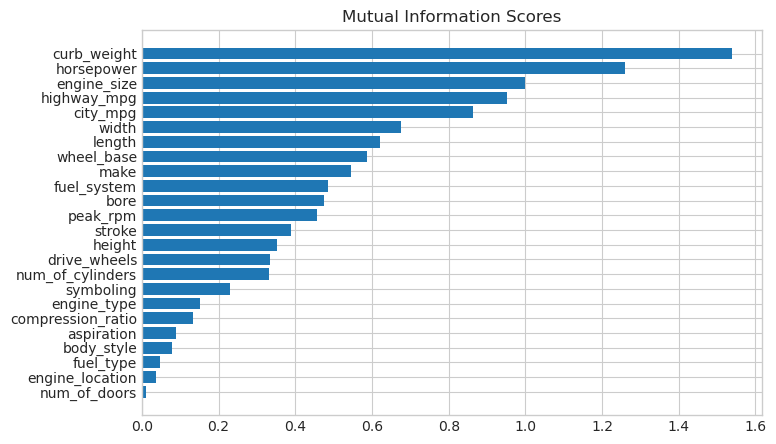 Mutual Information Scores
curb_weight
horsepower
engine_size
highway_mpg
city_mpg
width
length
wheel_base
make
fuel_system
bore
peak_rpm
stroke
height
drive_wheels
num_of_cylinders
symboling
engine_type
compression_ratio
aspiration
body_style
fuel_type
engine_location
num_of_doors
0.0 0.2 0.4 0.6 0.8 1.0 1.2 1.4 1.6